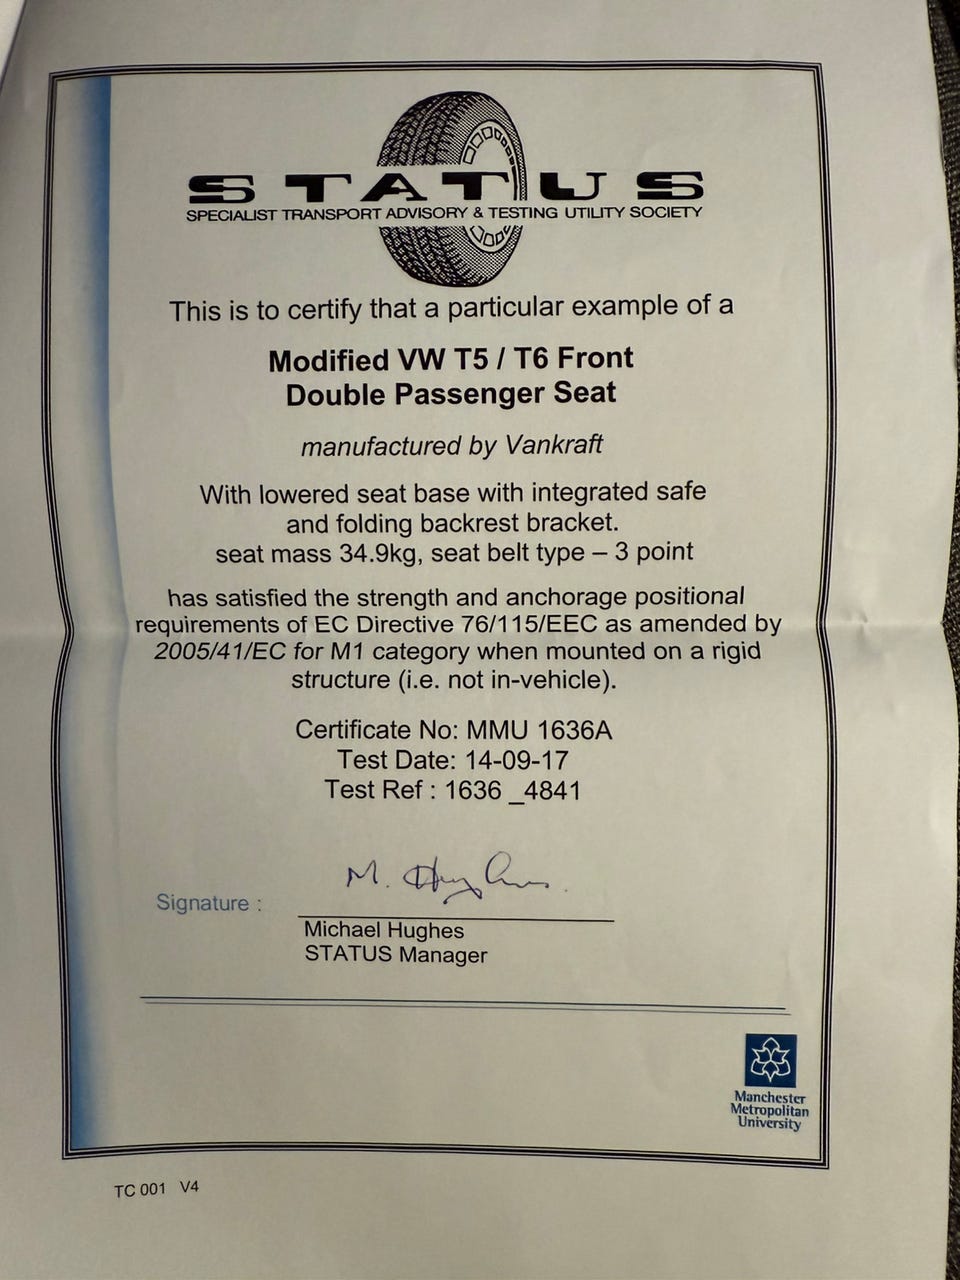 STATUS
SPECIALIST TRANSPORT ADVISORY & TESTING UTILITY SOCIETY
This is to certify that a particular example of a
Modified VW T5 / T6 Front
Double Passenger Seat
manufactured by Vankraft
With lowered seat base with integrated safe
and folding backrest bracket.
seat mass 34.9kg, seat belt type – 3 point
has satisfied the strength and anchorage positional
requirements of EC Directive 76/115/EEC as amended by
2005/41/EC for M1 category when mounted on a rigid
structure (i.e. not in-vehicle).
Certificate No: MMU 1636A
Test Date: 14-09-17
Test Ref : 1636 _4841
M. Hughes
Signature :
Michael Hughes
STATUS Manager
Manchester
Metropolitan
University
TC 001 V4